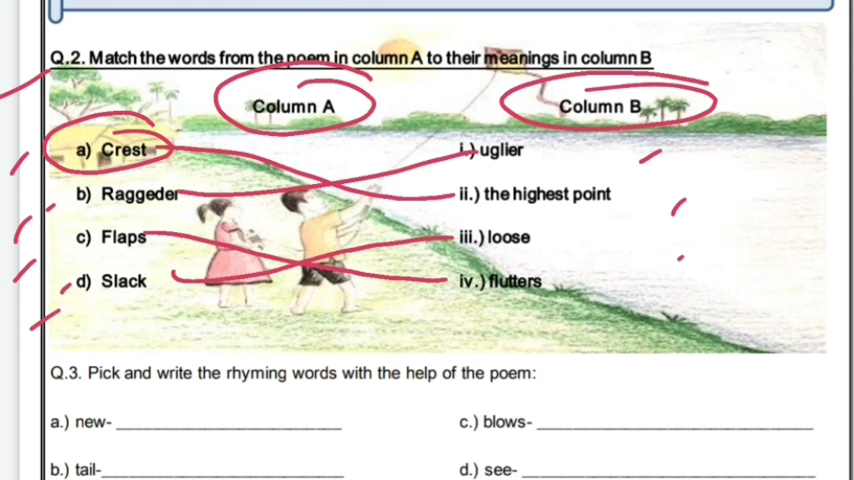 Q.2. Match the words from the poem in column A to their meanings in column B
Column A Column B
a) Crest i.) uglier
b) Raggeder ii.) the highest point
c) Flaps iii.) loose
d) Slack iv.) flutters
Q.3. Pick and write the rhyming words with the help of the poem:
a.) new- c.) blows-
b.) tail- d.) see-